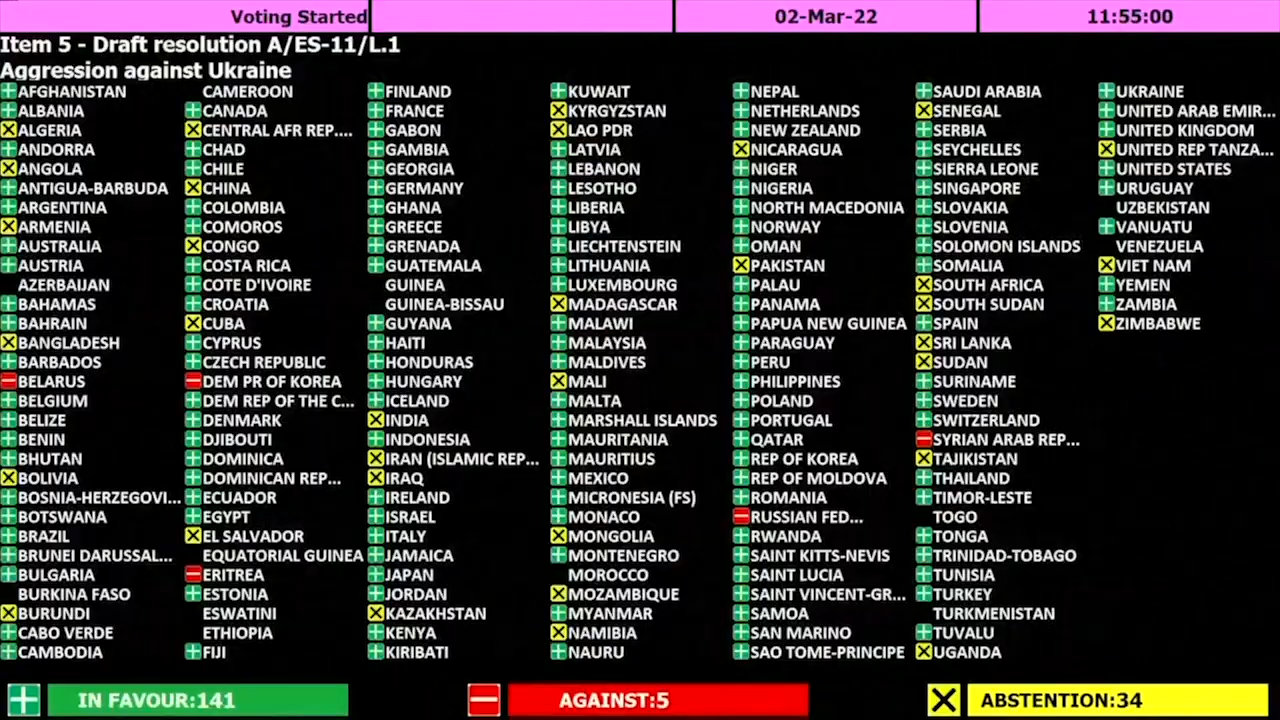 Voting Started 02-Mar-22 11:55:00
Item 5 - Draft resolution A/ES-11/L.1
Aggression against Ukraine
AFGHANISTAN
ALBANIA
ALGERIA
ANDORRA
ANGOLA
ANTIGUA-BARBUDA
ARGENTINA
ARMENIA
AUSTRALIA
AUSTRIA
AZERBAIJAN
BAHAMAS
BAHRAIN
BANGLADESH
BARBADOS
BELARUS
BELGIUM
BELIZE
BENIN
BHUTAN
BOLIVIA
BOSNIA-HERZEGOVI...
BOTSWANA
BRAZIL
BRUNEI DARUSSAL...
BULGARIA
BURKINA FASO
BURUNDI
CABO VERDE
CAMBODIA
CAMEROON
CANADA
CENTRAL AFR REP....
CHAD
CHILE
CHINA
COLOMBIA
COMOROS
CONGO
COSTA RICA
COTE D'IVOIRE
CROATIA
CUBA
CYPRUS
CZECH REPUBLIC
DEM PR OF KOREA
DEM REP OF THE C...
DENMARK
DJIBOUTI
DOMINICA
DOMINICAN REP...
ECUADOR
EGYPT
EL SALVADOR
EQUATORIAL GUINEA
ERITREA
ESTONIA
ESWATINI
ETHIOPIA
FIJI
FINLAND
FRANCE
GABON
GAMBIA
GEORGIA
GERMANY
GHANA
GREECE
GRENADA
GUATEMALA
GUINEA
GUINEA-BISSAU
GUYANA
HAITI
HONDURAS
HUNGARY
ICELAND
INDIA
INDONESIA
IRAN (ISLAMIC REP...
IRAQ
IRELAND
ISRAEL
ITALY
JAMAICA
JAPAN
JORDAN
KAZAKHSTAN
KENYA
KIRIBATI
KUWAIT
KYRGYZSTAN
LAO PDR
LATVIA
LEBANON
LESOTHO
LIBERIA
LIBYA
LIECHTENSTEIN
LITHUANIA
LUXEMBOURG
MADAGASCAR
MALAWI
MALAYSIA
MALDIVES
MALI
MALTA
MARSHALL ISLANDS
MAURITANIA
MAURITIUS
MEXICO
MICRONESIA (FS)
MONACO
MONGOLIA
MONTENEGRO
MOROCCO
MOZAMBIQUE
MYANMAR
NAMIBIA
NAURU
NEPAL
NETHERLANDS
NEW ZEALAND
NICARAGUA
NIGER
NIGERIA
NORTH MACEDONIA
NORWAY
OMAN
PAKISTAN
PALAU
PANAMA
PAPUA NEW GUINEA
PARAGUAY
PERU
PHILIPPINES
POLAND
PORTUGAL
QATAR
REP OF KOREA
REP OF MOLDOVA
ROMANIA
RUSSIAN FED...
RWANDA
SAINT KITTS-NEVIS
SAINT LUCIA
SAINT VINCENT-GR...
SAMOA
SAN MARINO
SAO TOME-PRINCIPE
SAUDI ARABIA
SENEGAL
SERBIA
SEYCHELLES
SIERRA LEONE
SINGAPORE
SLOVAKIA
SLOVENIA
SOLOMON ISLANDS
SOMALIA
SOUTH AFRICA
SOUTH SUDAN
SPAIN
SRI LANKA
SUDAN
SURINAME
SWEDEN
SWITZERLAND
SYRIAN ARAB REP...
TAJIKISTAN
THAILAND
TIMOR-LESTE
TOGO
TONGA
TRINIDAD-TOBAGO
TUNISIA
TURKEY
TURKMENISTAN
TUVALU
UGANDA
UKRAINE
UNITED ARAB EMIR...
UNITED KINGDOM
UNITED REP TANZA...
UNITED STATES
URUGUAY
UZBEKISTAN
VANUATU
VENEZUELA
VIET NAM
YEMEN
ZAMBIA
ZIMBABWE
IN FAVOUR:141 AGAINST:5 ABSTENTION:34